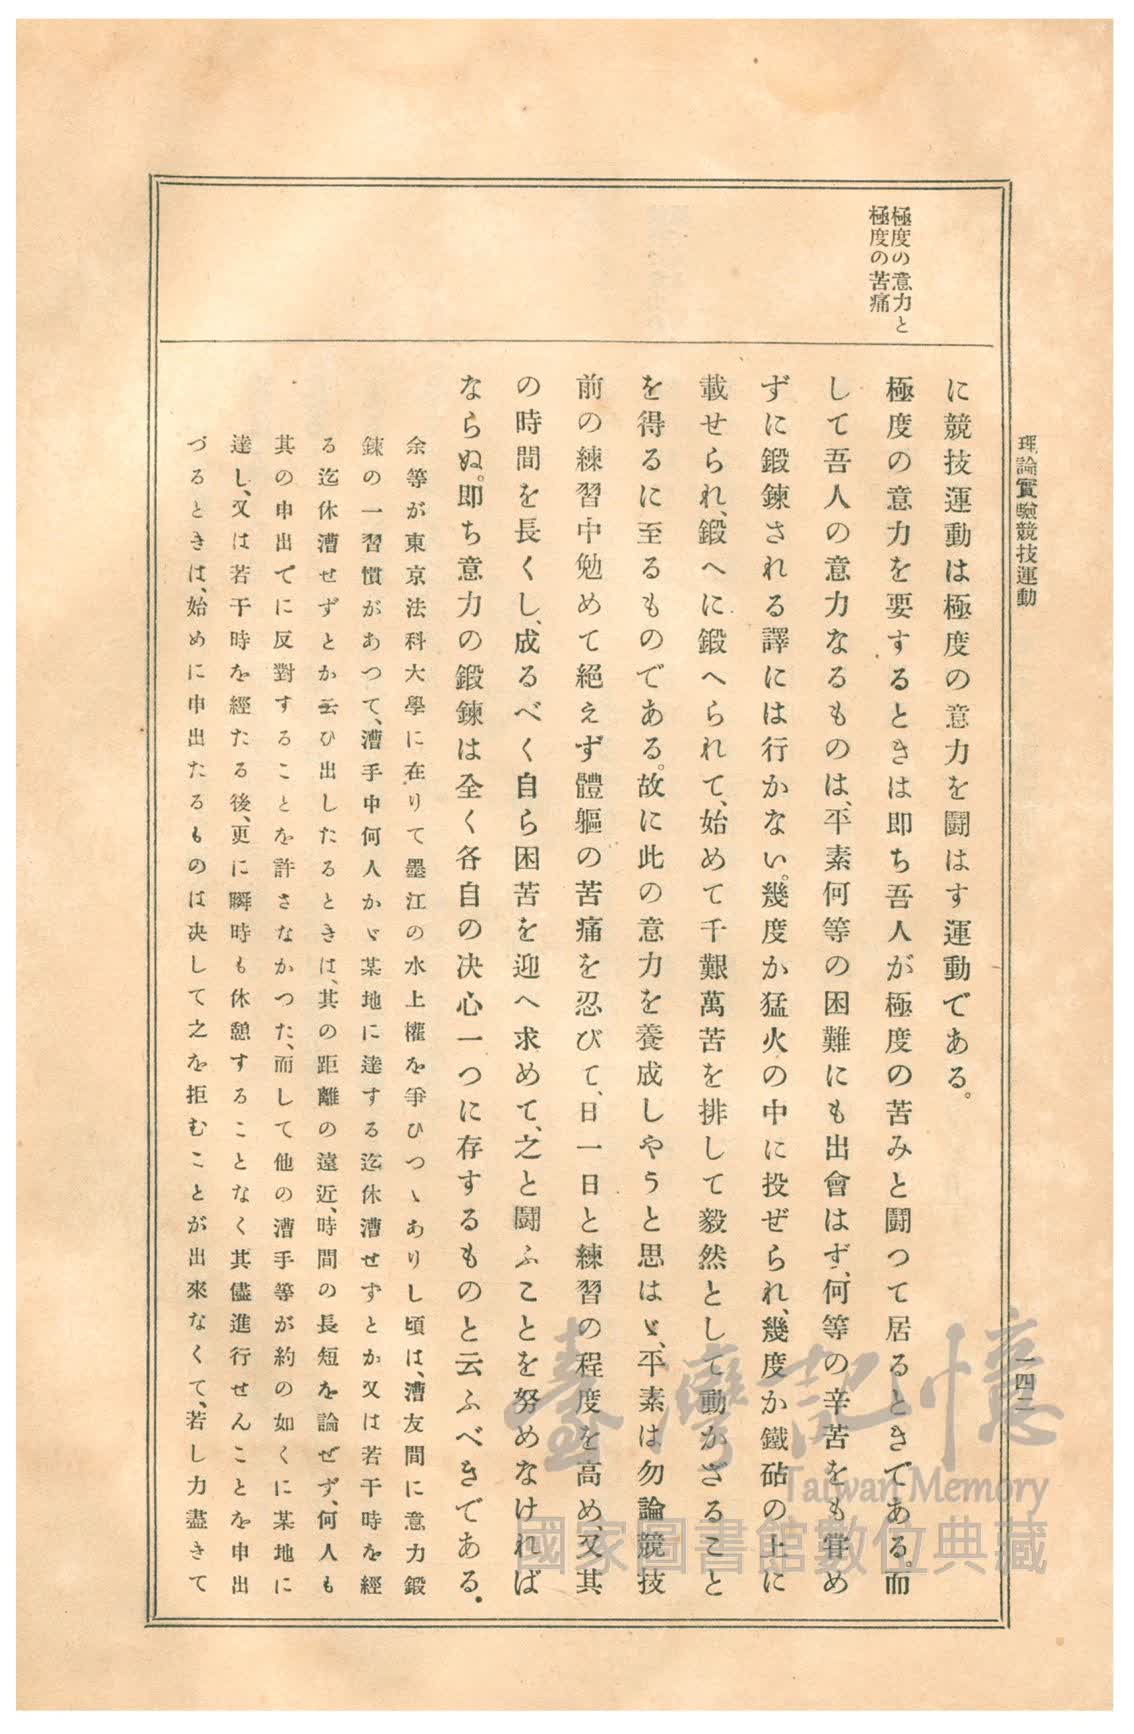 理論實驗競技運動
一四二
極度の意力と
極度の苦痛
に競技運動は極度の意力を鬪はす運動である。
極度の意力を要するときは即ち吾人が極度の苦みと鬪つて居るときである。而
して吾人の意力なるものは、平素何等の困難にも出會はず、何等の辛苦をも甞め
ずに鍛鍊される譯には行かない。幾度か猛火の中に投ぜられ、幾度か鐵砧の上に
載せられ、鍛へに鍛へられて、始めて千艱萬苦を排して毅然として動かざること
を得るに至るものである。故に此の意力を養成しやうと思はゞ、平素は勿論競技
前の練習中勉めて絕えず體軀の苦痛を忍びて、日一日と練習の程度を高め、又其
の時間を長くし、成るべく自ら困苦を迎へ求めて、之と鬪ふことを努めなければ
ならぬ。即ち意力の鍛鍊は全く各自の决心一つに存するものと云ふべきである。
余等が東京法科大學に在りて墨江の水上權を爭ひつゝありし頃は、漕友間に意力鍛
鍊の一習慣があつて、漕手中何人かゞ某地に達する迄休漕せずとか又は若干時を經
る迄休漕せずとか云ひ出したるときは、其の距離の遠近、時間の長短を論ぜず、何人も
其の申出でに反對することを許さなかつた、而して他の漕手等が約の如くに某地に
達し、又は若干時を經たる後、更に瞬時も休憩することなく其儘進行せんことを申出
づるときは、始めに申出たるものは决して之を拒むことが出來なくて、若し力盡きて
臺灣記憶
Taiwan Memory
國家圖書館數位典藏